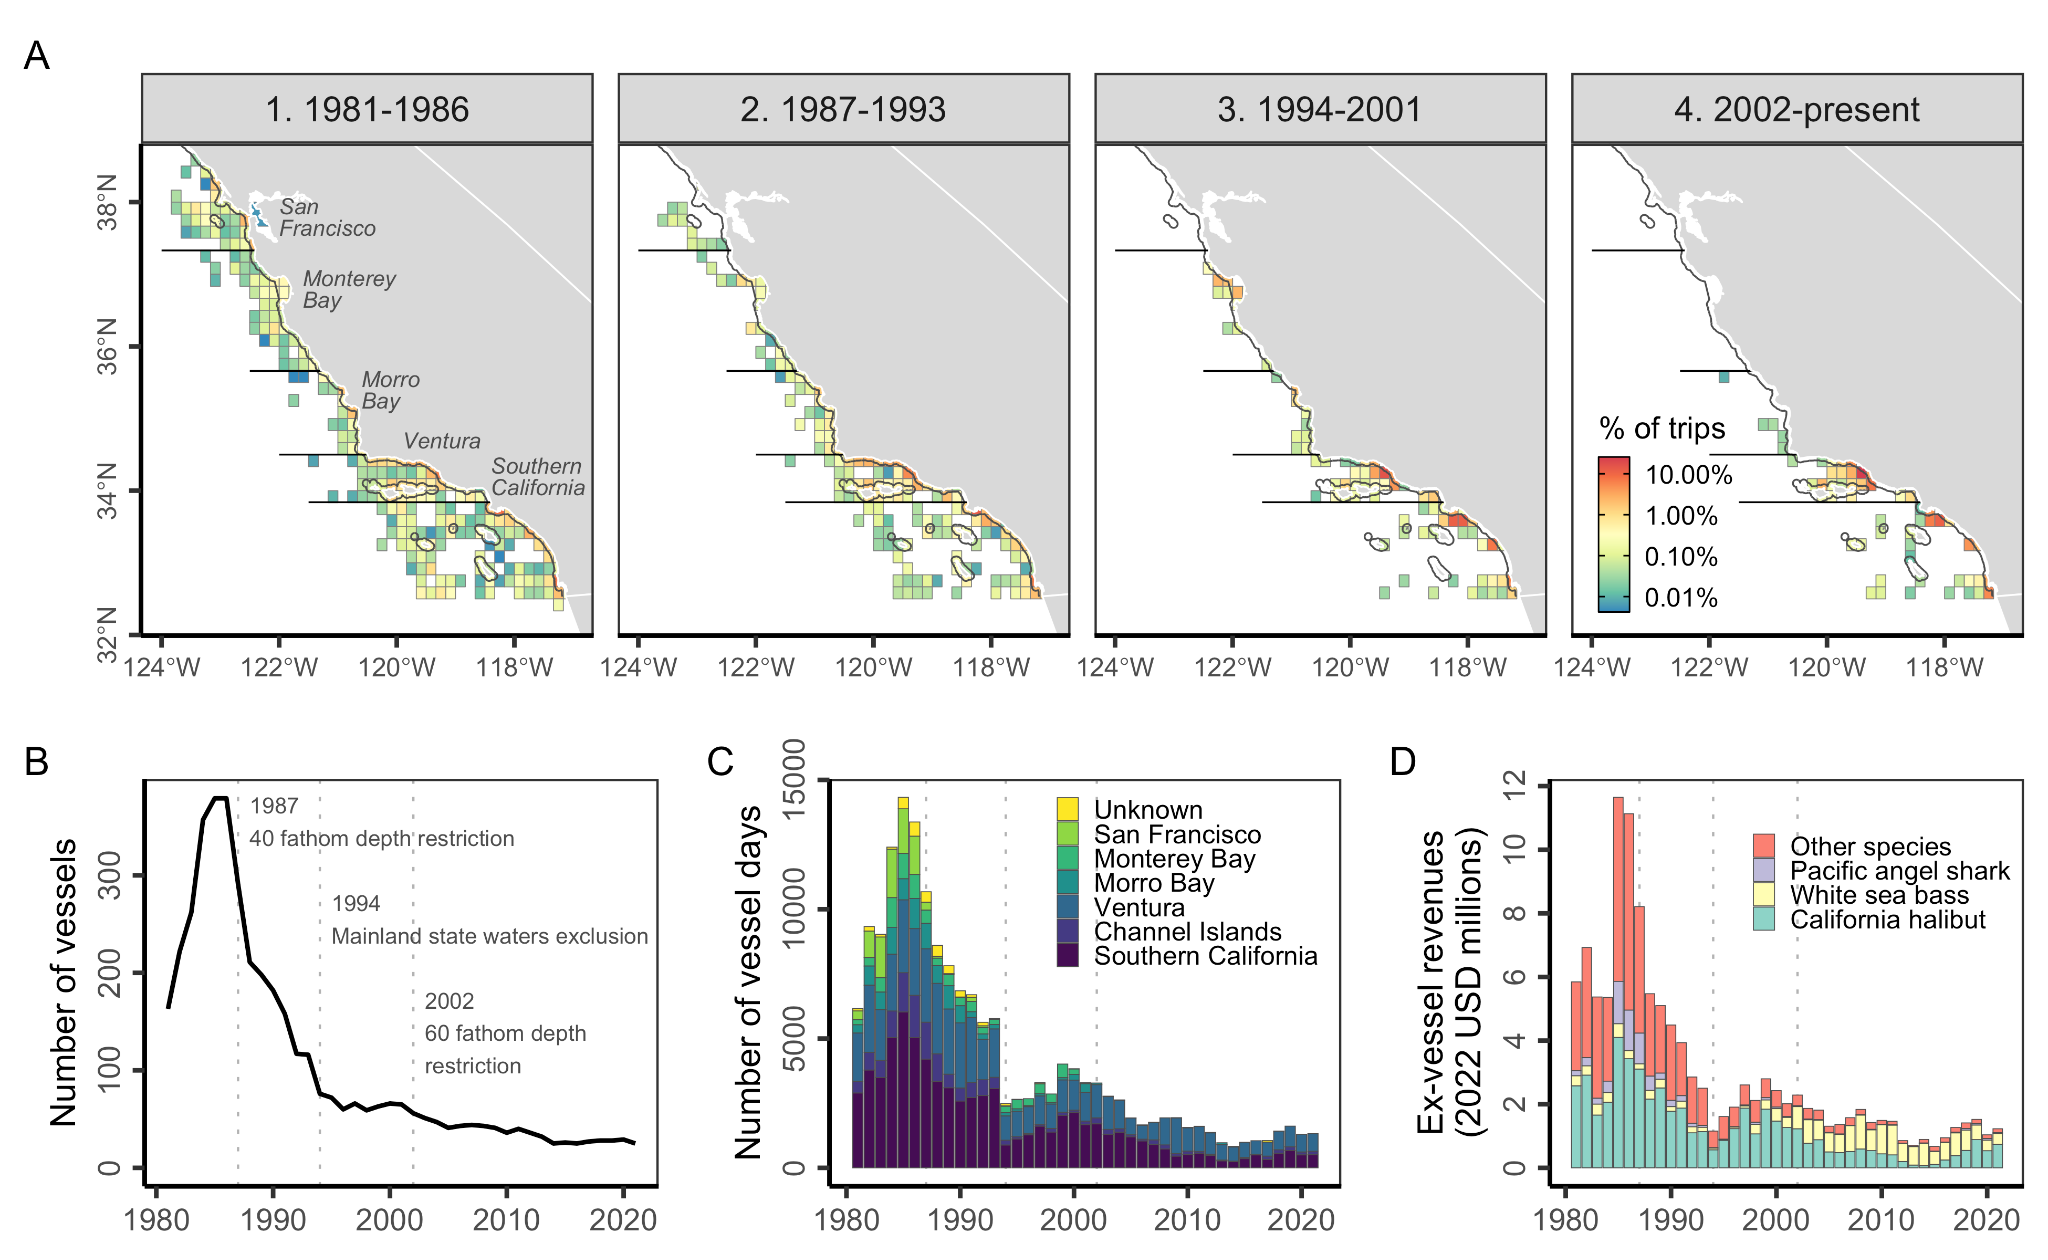 A
1. 1981-1986
2. 1987-1993
3. 1994-2001
4. 2002-present
38°N
36°N
34°N
32°N
San
Francisco
Monterey
Bay
Morro
Bay
Ventura
Southern
California
% of trips
10.00%
1.00%
0.10%
0.01%
124°W 122°W 120°W 118°W
124°W 122°W 120°W 118°W
124°W 122°W 120°W 118°W
124°W 122°W 120°W 118°W
B
Number of vessels
300
200
100
0
1987
40 fathom depth restriction
1994
Mainland state waters exclusion
2002
60 fathom depth
restriction
1980 1990 2000 2010 2020
C
Number of vessel days
15000
10000
5000
0
Unknown
San Francisco
Monterey Bay
Morro Bay
Ventura
Channel Islands
Southern California
1980 1990 2000 2010 2020
D
Ex-vessel revenues
(2022 USD millions)
12
10
8
6
4
2
0
Other species
Pacific angel shark
White sea bass
California halibut
1980 1990 2000 2010 2020